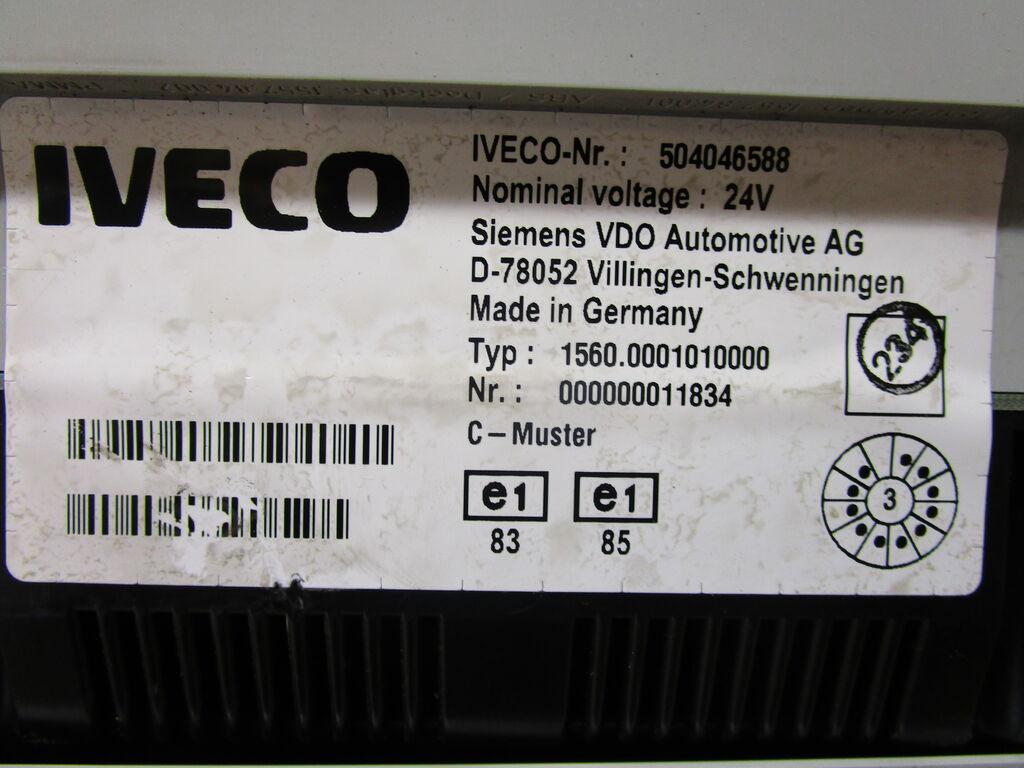 IVECO
IVECO-Nr. : 504046588
Nominal voltage : 24V
Siemens VDO Automotive AG
D-78052 Villingen-Schwenningen
Made in Germany
Typ : 1560.0001010000
Nr. : 000000011834
C-Muster
234
e1
83
e1
85
3